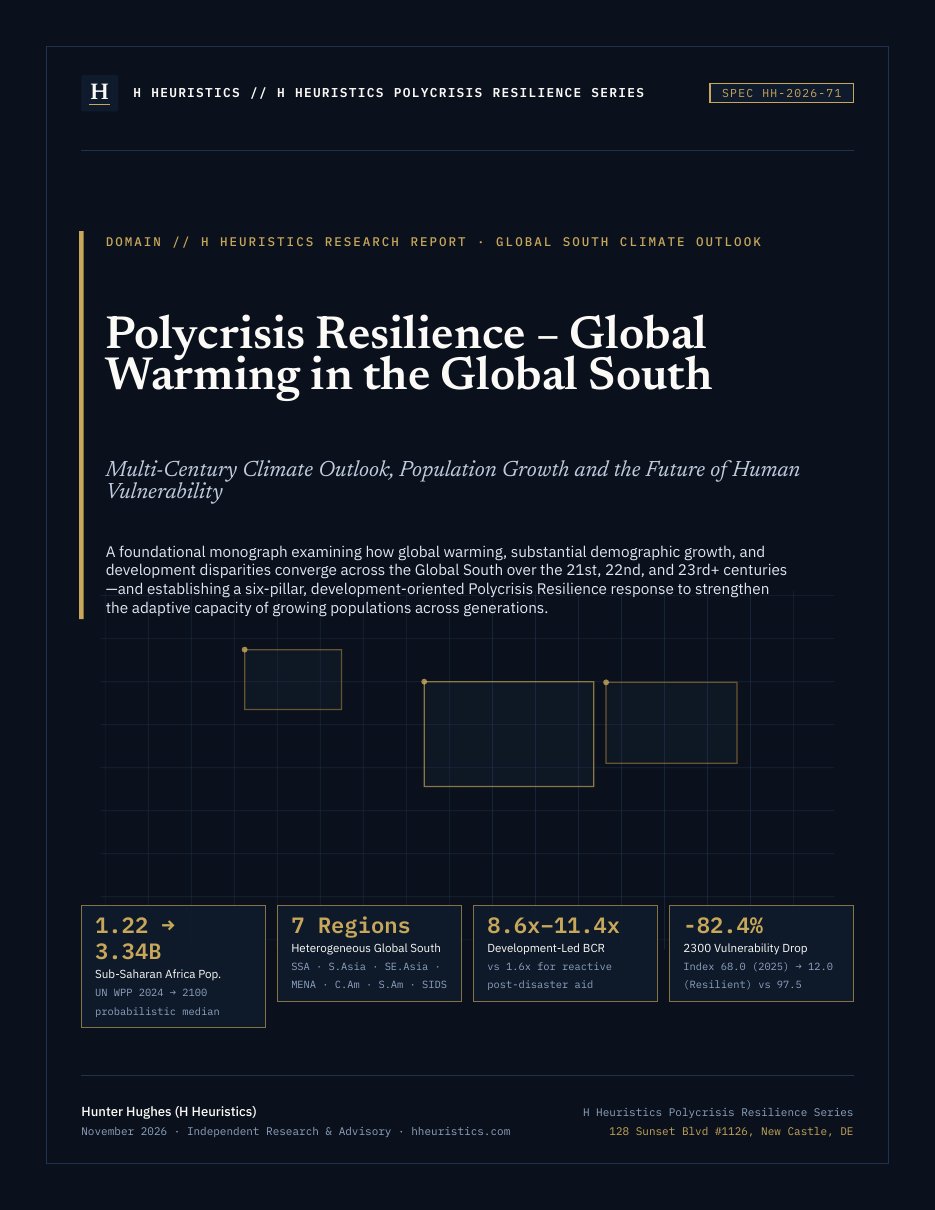 H
H HEURISTICS // H HEURISTICS POLYCRISIS RESILIENCE SERIES
SPEC HH-2026-71
DOMAIN // H HEURISTICS RESEARCH REPORT · GLOBAL SOUTH CLIMATE OUTLOOK
Polycrisis Resilience – Global
Warming in the Global South
Multi-Century Climate Outlook, Population Growth and the Future of Human
Vulnerability
A foundational monograph examining how global warming, substantial demographic growth, and
development disparities converge across the Global South over the 21st, 22nd, and 23rd+ centuries
—and establishing a six-pillar, development-oriented Polycrisis Resilience response to strengthen
the adaptive capacity of growing populations across generations.
1.22 →
3.34B
Sub-Saharan Africa Pop.
UN WPP 2024 → 2100
probabilistic median
7 Regions
Heterogeneous Global South
SSA · S.Asia · SE.Asia ·
MENA · C.Am · S.Am · SIDS
8.6x–11.4x
Development-Led BCR
vs 1.6x for reactive
post-disaster aid
-82.4%
2300 Vulnerability Drop
Index 68.0 (2025) → 12.0
(Resilient) vs 97.5
Hunter Hughes (H Heuristics)
November 2026 · Independent Research & Advisory · hheuristics.com
H Heuristics Polycrisis Resilience Series
128 Sunset Blvd #1126, New Castle, DE